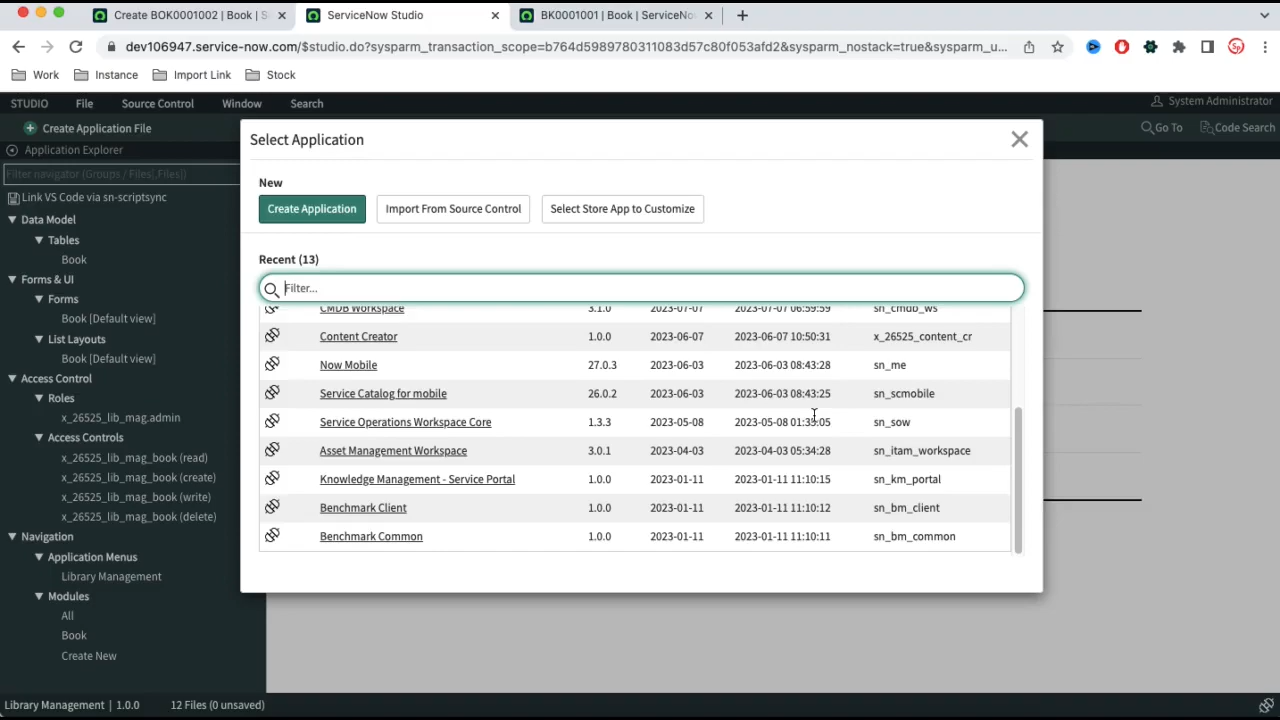 Create BOK0001002 | Book | S
ServiceNow Studio
BK0001001 | Book | ServiceNo
dev106947.service-now.com/$studio.do?sysparm_transaction_scope=b764d5989780311083d57c80f053afd2&sysparm_nostack=true&sysparm_u...
Work Instance Import Link Stock
STUDIO File Source Control Window Search System Administrator
Create Application File Go To Code Search
Application Explorer
Filter navigator (Groups / Files[,Files])
Link VS Code via sn-scriptsync
Data Model
Tables
Book
Forms & UI
Forms
Book [Default view]
List Layouts
Book [Default view]
Access Control
Roles
x_26525_lib_mag.admin
Access Controls
x_26525_lib_mag_book (read)
x_26525_lib_mag_book (create)
x_26525_lib_mag_book (write)
x_26525_lib_mag_book (delete)
Navigation
Application Menus
Library Management
Modules
All
Book
Create New
Select Application
New
Create Application Import From Source Control Select Store App to Customize
Recent (13)
Filter...
CMDB Workspace 3.1.0 2023-07-07 2023-07-07 06:59:59 sn_cmdb_ws
Content Creator 1.0.0 2023-06-07 2023-06-07 10:50:31 x_26525_content_cr
Now Mobile 27.0.3 2023-06-03 2023-06-03 08:43:28 sn_me
Service Catalog for mobile 26.0.2 2023-06-03 2023-06-03 08:43:25 sn_scmobile
Service Operations Workspace Core 1.3.3 2023-05-08 2023-05-08 01:35:05 sn_sow
Asset Management Workspace 3.0.1 2023-04-03 2023-04-03 05:34:28 sn_itam_workspace
Knowledge Management - Service Portal 1.0.0 2023-01-11 2023-01-11 11:10:15 sn_km_portal
Benchmark Client 1.0.0 2023-01-11 2023-01-11 11:10:12 sn_bm_client
Benchmark Common 1.0.0 2023-01-11 2023-01-11 11:10:11 sn_bm_common
Library Management | 1.0.0 12 Files (0 unsaved)